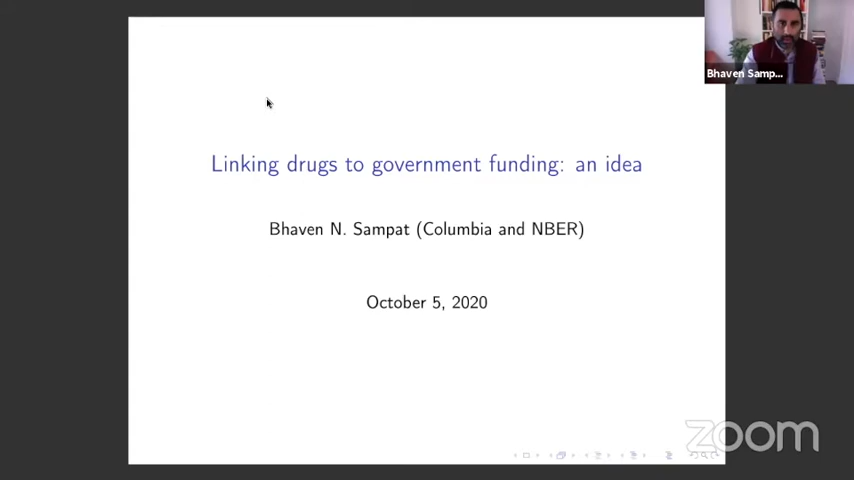 Bhaven Samp...
Linking drugs to government funding: an idea
Bhaven N. Sampat (Columbia and NBER)
October 5, 2020
zoom